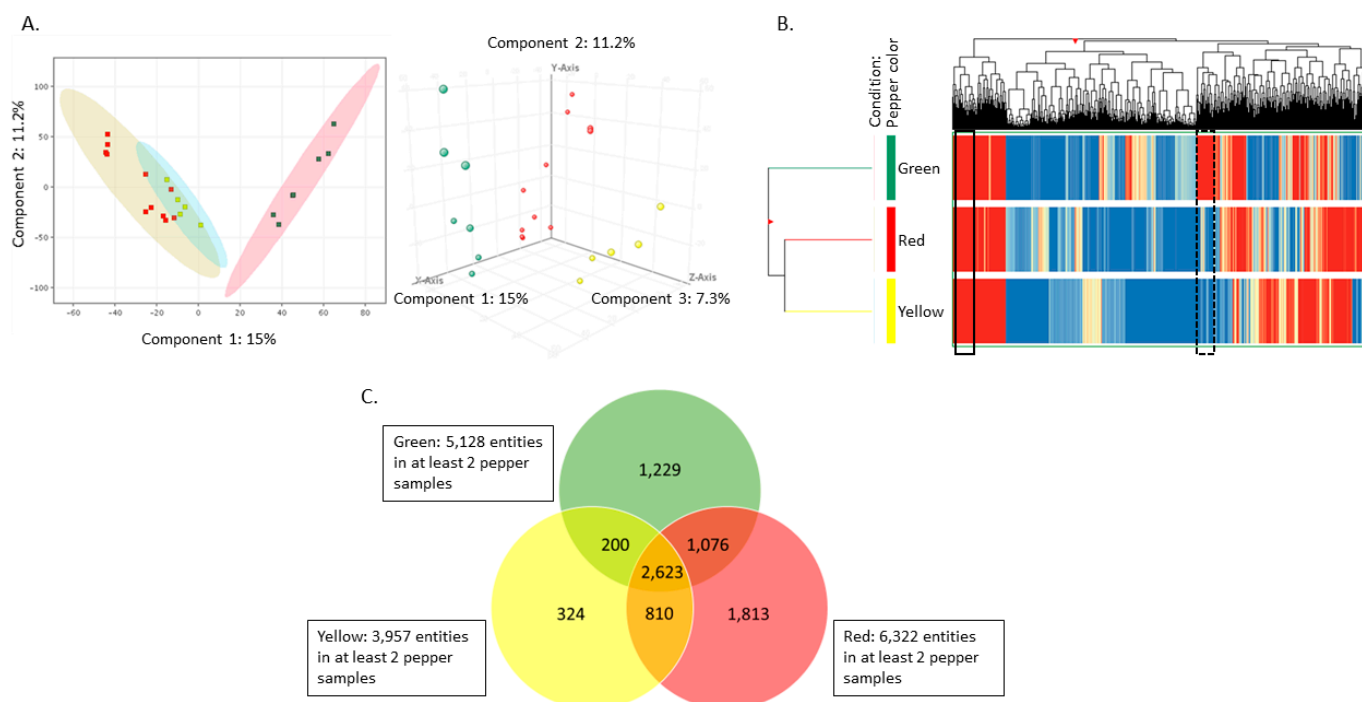 A.
Component 2: 11.2%
100
50
0
-50
-100
-60
-40
-20
0
20
40
60
80
Component 1: 15%
Component 2: 11.2%
Y-Axis
X-Axis
Z-Axis
Component 1: 15%
Component 3: 7.3%
B.
Condition:
Pepper color
Green
Red
Yellow
C.
Green: 5,128 entities
in at least 2 pepper
samples
1,229
200
1,076
2,623
324
810
1,813
Yellow: 3,957 entities
in at least 2 pepper
samples
Red: 6,322 entities
in at least 2 pepper
samples